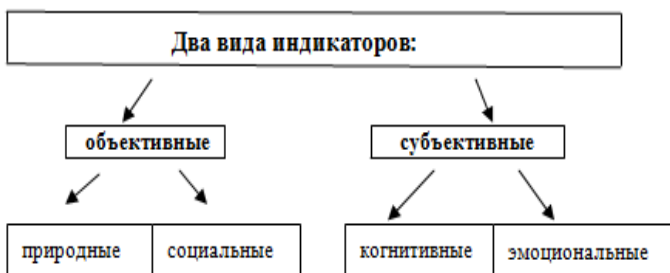 Два вида индикаторов:
объективные субъективные
природные социальные когнитивные эмоциональные